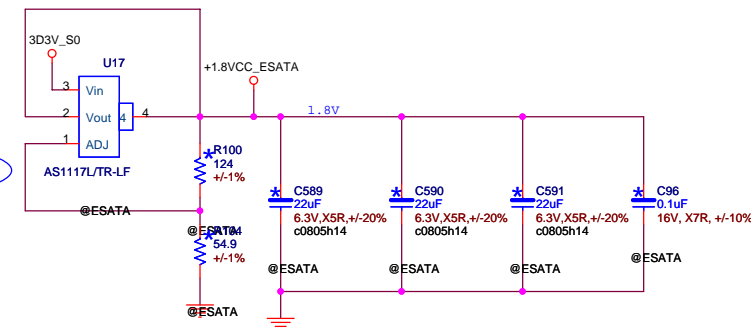 3D3V_S0
U17
+1.8VCC_ESATA
3
Vin
2
Vout
4
4
1.8V
1
ADJ
AS1117L/TR-LF
R100
124
+/-1%
@ESATA
@ESATA
R104
54.9
+/-1%
@ESATA
C589
22uF
6.3V,X5R,+/-20%
c0805h14
@ESATA
C590
22uF
6.3V,X5R,+/-20%
c0805h14
@ESATA
C591
22uF
6.3V,X5R,+/-20%
c0805h14
@ESATA
C96
0.1uF
16V, X7R, +/-10%
@ESATA